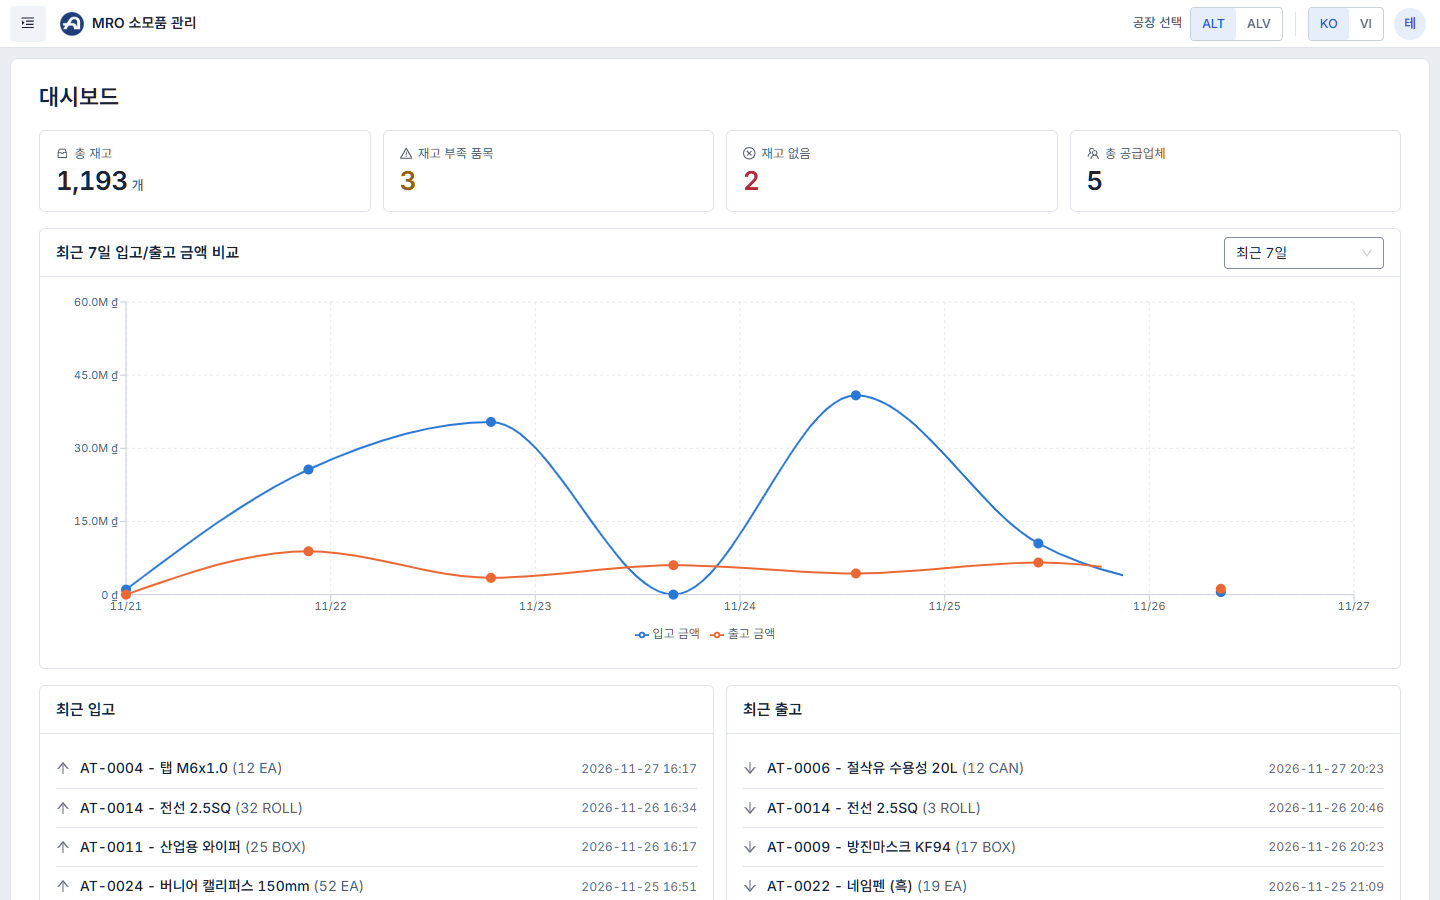 MRO 소모품 관리
공장 선택 ALT ALV KO VI 테
대시보드
총 재고
1,193 개
재고 부족 품목
3
재고 없음
2
총 공급업체
5
최근 7일 입고/출고 금액 비교
최근 7일
60.0M ₫
45.0M ₫
30.0M ₫
15.0M ₫
0 ₫
11/21 11/22 11/23 11/24 11/25 11/26 11/27
입고 금액 출고 금액
최근 입고
AT-0004 - 탭 M6x1.0 (12 EA) 2026-11-27 16:17
AT-0014 - 전선 2.5SQ (32 ROLL) 2026-11-26 16:34
AT-0011 - 산업용 와이퍼 (25 BOX) 2026-11-26 16:17
AT-0024 - 버니어 캘리퍼스 150mm (52 EA) 2026-11-25 16:51
최근 출고
AT-0006 - 절삭유 수용성 20L (12 CAN) 2026-11-27 20:23
AT-0014 - 전선 2.5SQ (3 ROLL) 2026-11-26 20:46
AT-0009 - 방진마스크 KF94 (17 BOX) 2026-11-26 20:23
AT-0022 - 네임펜 (흑) (19 EA) 2026-11-25 21:09